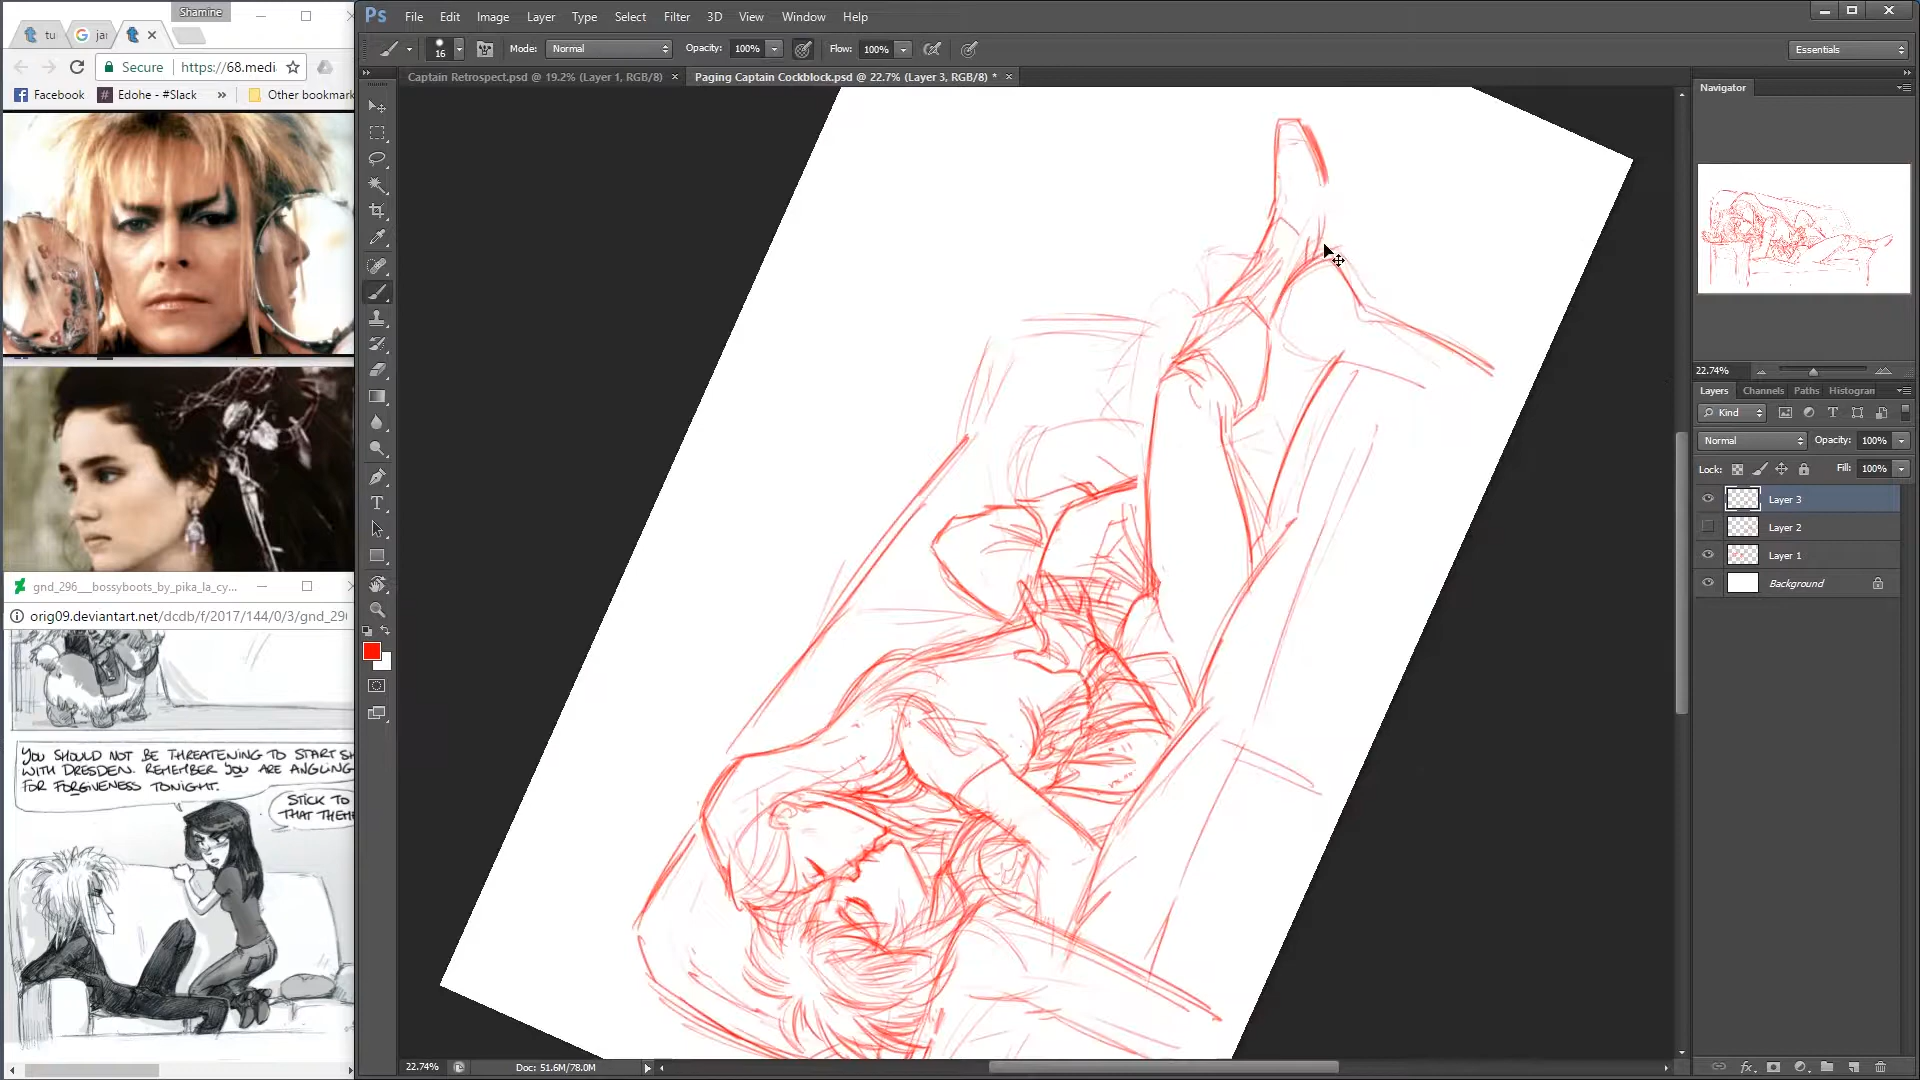 Shamine
tu
jar
Secure
https://68.medi
Facebook
Edohe - #Slack
»
Other bookmark
gnd_296__bossyboots_by_pika_la_cy...
orig09.deviantart.net/dcdb/f/2017/144/0/3/gnd_29
YOU SHOULD NOT BE THREATENING TO START SH
WITH DRESDEN. REMEMBER YOU ARE ANGLING
FOR FORGIVENESS TONIGHT.
STICK TO
THAT THEM
Ps
File Edit Image Layer Type Select Filter 3D View Window Help
16
Mode: Normal
Opacity: 100%
Flow: 100%
Essentials
Captain Retrospect.psd @ 19.2% (Layer 1, RGB/8) ×
Paging Captain Cockblock.psd @ 22.7% (Layer 3, RGB/8) * ×
Navigator
22.74%
Layers Channels Paths Histogram
Kind
Normal
Opacity: 100%
Lock:
Fill: 100%
Layer 3
Layer 2
Layer 1
Background
22.74%
Doc: 51.6M/78.0M